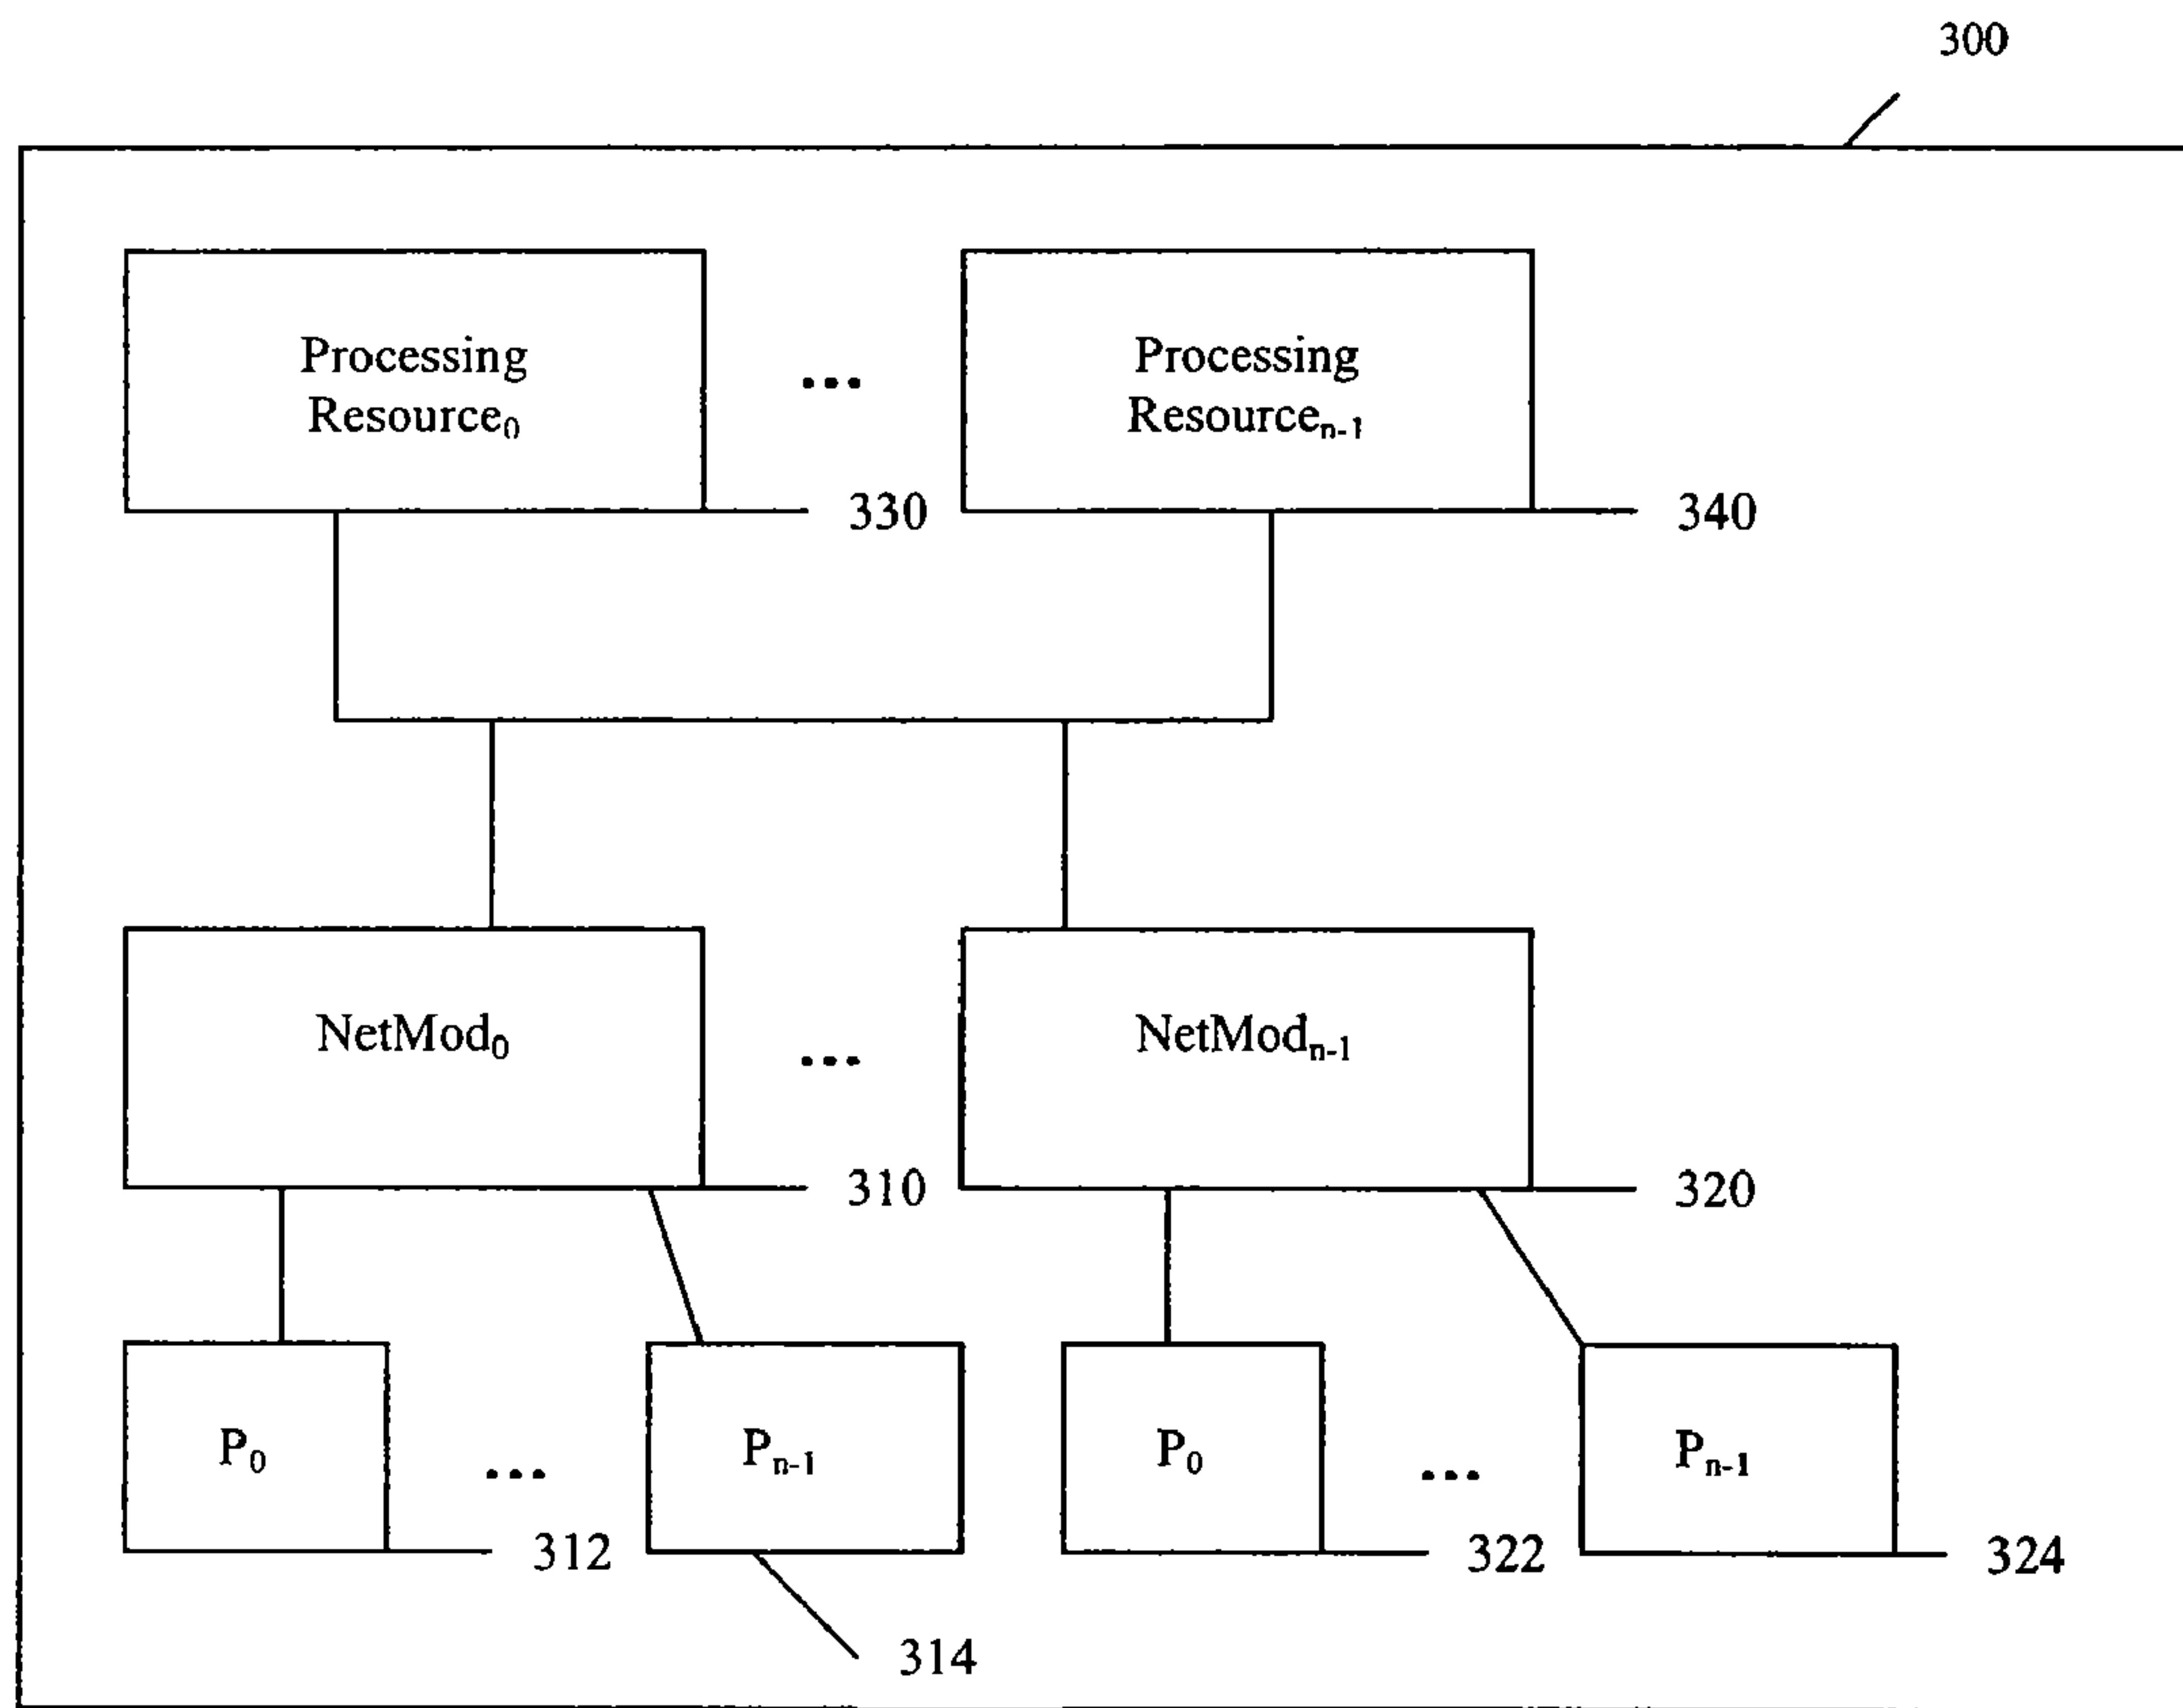 300
Processing
Resource₀
...
Processing
Resourceₙ₋₁
330
340
NetMod₀
...
NetModₙ₋₁
310
320
P₀
...
Pₙ₋₁
P₀
...
Pₙ₋₁
312
322
324
314